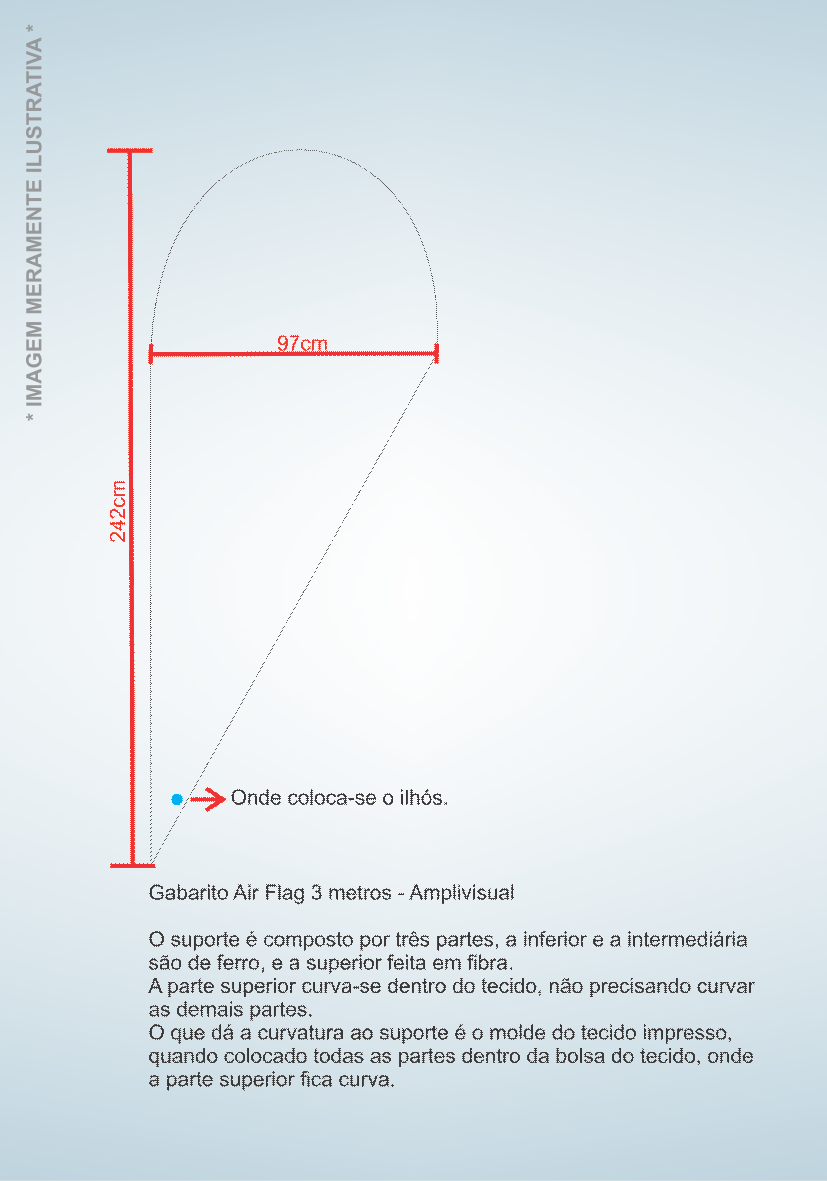 * IMAGEM MERAMENTE ILUSTRATIVA *
97cm
242cm
Onde coloca-se o ilhós.
Gabarito Air Flag 3 metros - Amplivisual
O suporte é composto por três partes, a inferior e a intermediária
são de ferro, e a superior feita em fibra.
A parte superior curva-se dentro do tecido, não precisando curvar
as demais partes.
O que dá a curvatura ao suporte é o molde do tecido impresso,
quando colocado todas as partes dentro da bolsa do tecido, onde
a parte superior fica curva.